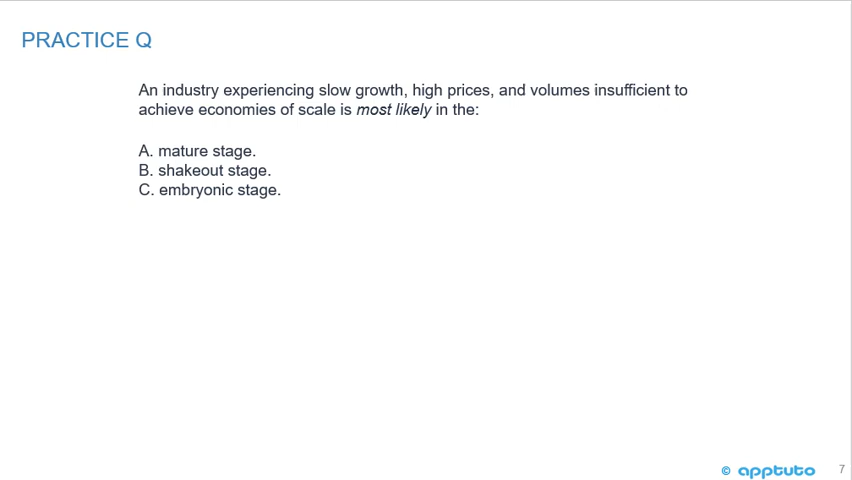 PRACTICE Q
An industry experiencing slow growth, high prices, and volumes insufficient to
achieve economies of scale is most likely in the:
A. mature stage.
B. shakeout stage.
C. embryonic stage.
© apptuto 7